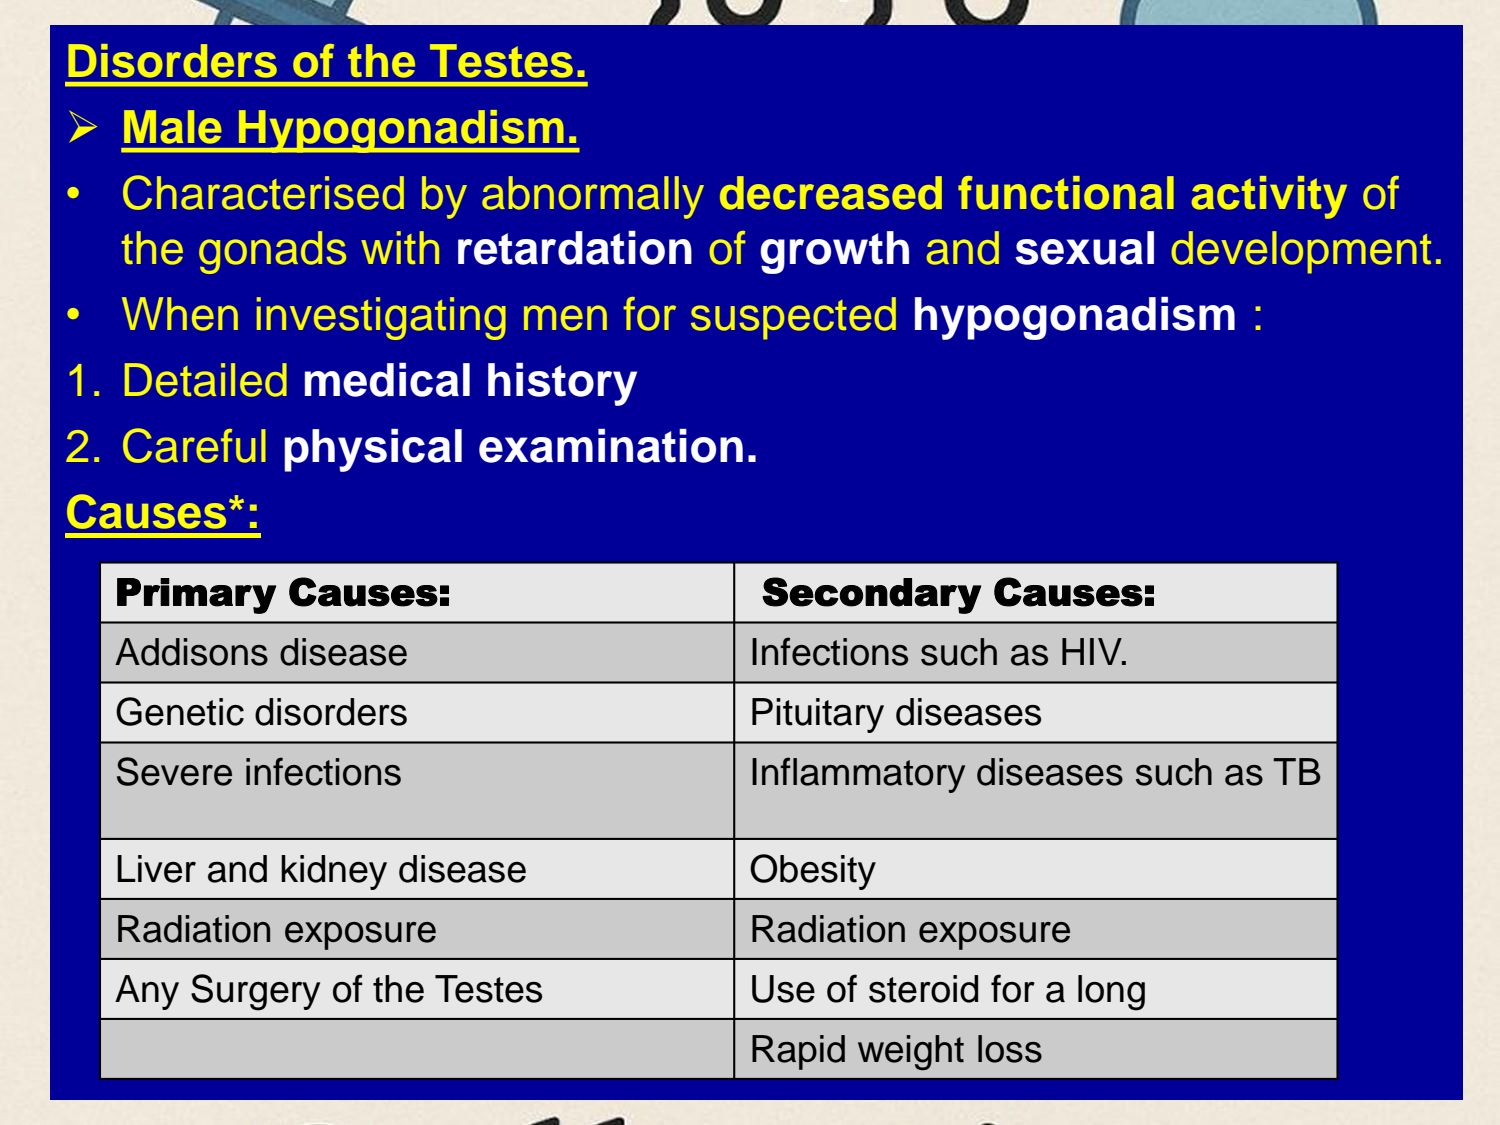 Disorders of the Testes.
➢ Male Hypogonadism.
• Characterised by abnormally decreased functional activity of
the gonads with retardation of growth and sexual development.
• When investigating men for suspected hypogonadism :
1. Detailed medical history
2. Careful physical examination.
Causes*:
Primary Causes: Secondary Causes:
Addisons disease Infections such as HIV.
Genetic disorders Pituitary diseases
Severe infections Inflammatory diseases such as TB
Liver and kidney disease Obesity
Radiation exposure Radiation exposure
Any Surgery of the Testes Use of steroid for a long
Rapid weight loss